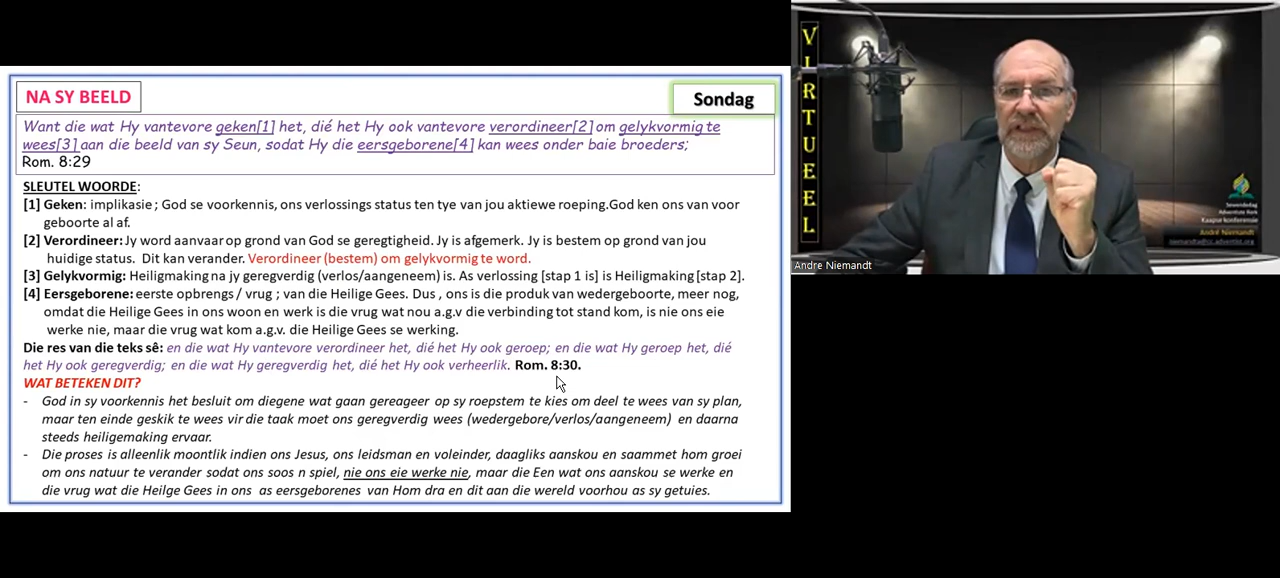 NA SY BEELD
Sondag
Want die wat Hy vantevore geken[1] het, dié het Hy ook vantevore verordineer[2] om gelykvormig te
wees[3] aan die beeld van sy Seun, sodat Hy die eersgeborene[4] kan wees onder baie broeders;
Rom. 8:29
SLEUTEL WOORDE:
[1] Geken: implikasie ; God se voorkennis, ons verlossings status ten tye van jou aktiewe roeping.God ken ons van voor
geboorte al af.
[2] Verordineer: Jy word aanvaar op grond van God se geregtigheid. Jy is afgemerk. Jy is bestem op grond van jou
huidige status. Dit kan verander. Verordineer (bestem) om gelykvormig te word.
[3] Gelykvormig: Heiligmaking na jy geregverdig (verlos/aangeneem) is. As verlossing [stap 1 is] is Heiligmaking [stap 2].
[4] Eersgeborene: eerste opbrengs / vrug ; van die Heilige Gees. Dus , ons is die produk van wedergeboorte, meer nog,
omdat die Heilige Gees in ons woon en werk is die vrug wat nou a.g.v die verbinding tot stand kom, is nie ons eie
werke nie, maar die vrug wat kom a.g.v. die Heilige Gees se werking.
Die res van die teks sê: en die wat Hy vantevore verordineer het, dié het Hy ook geroep; en die wat Hy geroep het, dié
het Hy ook geregverdig; en die wat Hy geregverdig het, dié het Hy ook verheerlik. Rom. 8:30.
WAT BETEKEN DIT?
- God in sy voorkennis het besluit om diegene wat gaan gereageer op sy roepstem te kies om deel te wees van sy plan,
maar ten einde geskik te wees vir die taak moet ons geregverdig wees (wedergebore/verlos/aangeneem) en daarna
steeds heiligemaking ervaar.
- Die proses is alleenlik moontlik indien ons Jesus, ons leidsman en voleinder, daagliks aanskou en saammet hom groei
om ons natuur te verander sodat ons soos n spiel, nie ons eie werke nie, maar die Een wat ons aanskou se werke en
die vrug wat die Heilge Gees in ons as eersgeborenes van Hom dra en dit aan die wereld voorhou as sy getuies.
VIRTUEEL
Sewendedag
Adventiste Kerk
Kaapse konferensie
André Niemandt
niemandta@cc.adventist.org
Andre Niemandt